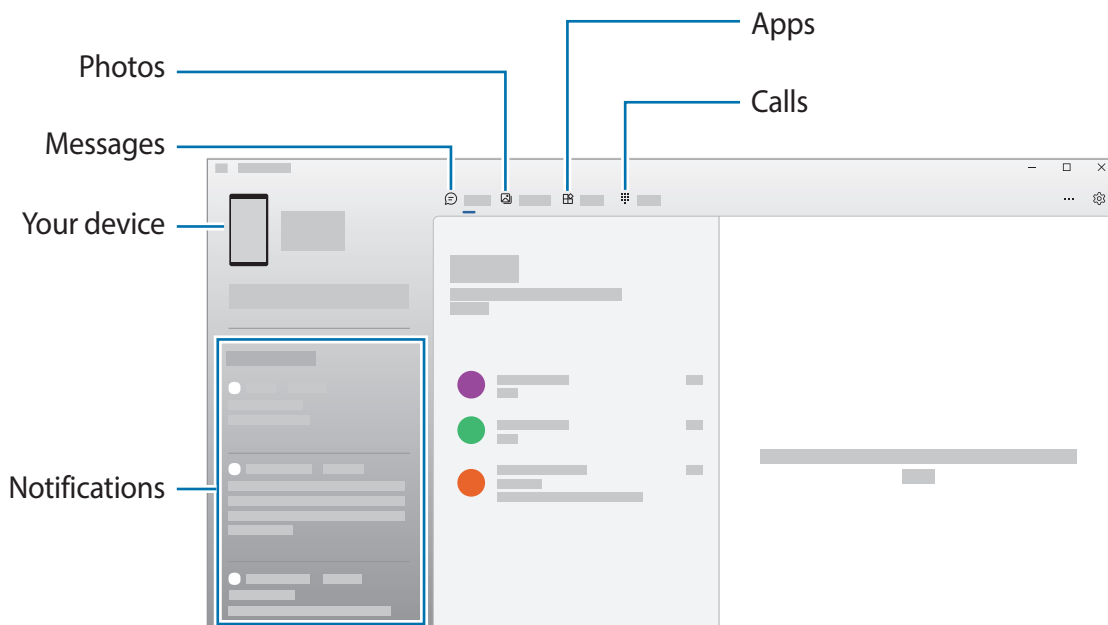 Apps
Photos
Calls
Messages
Your device
Notifications